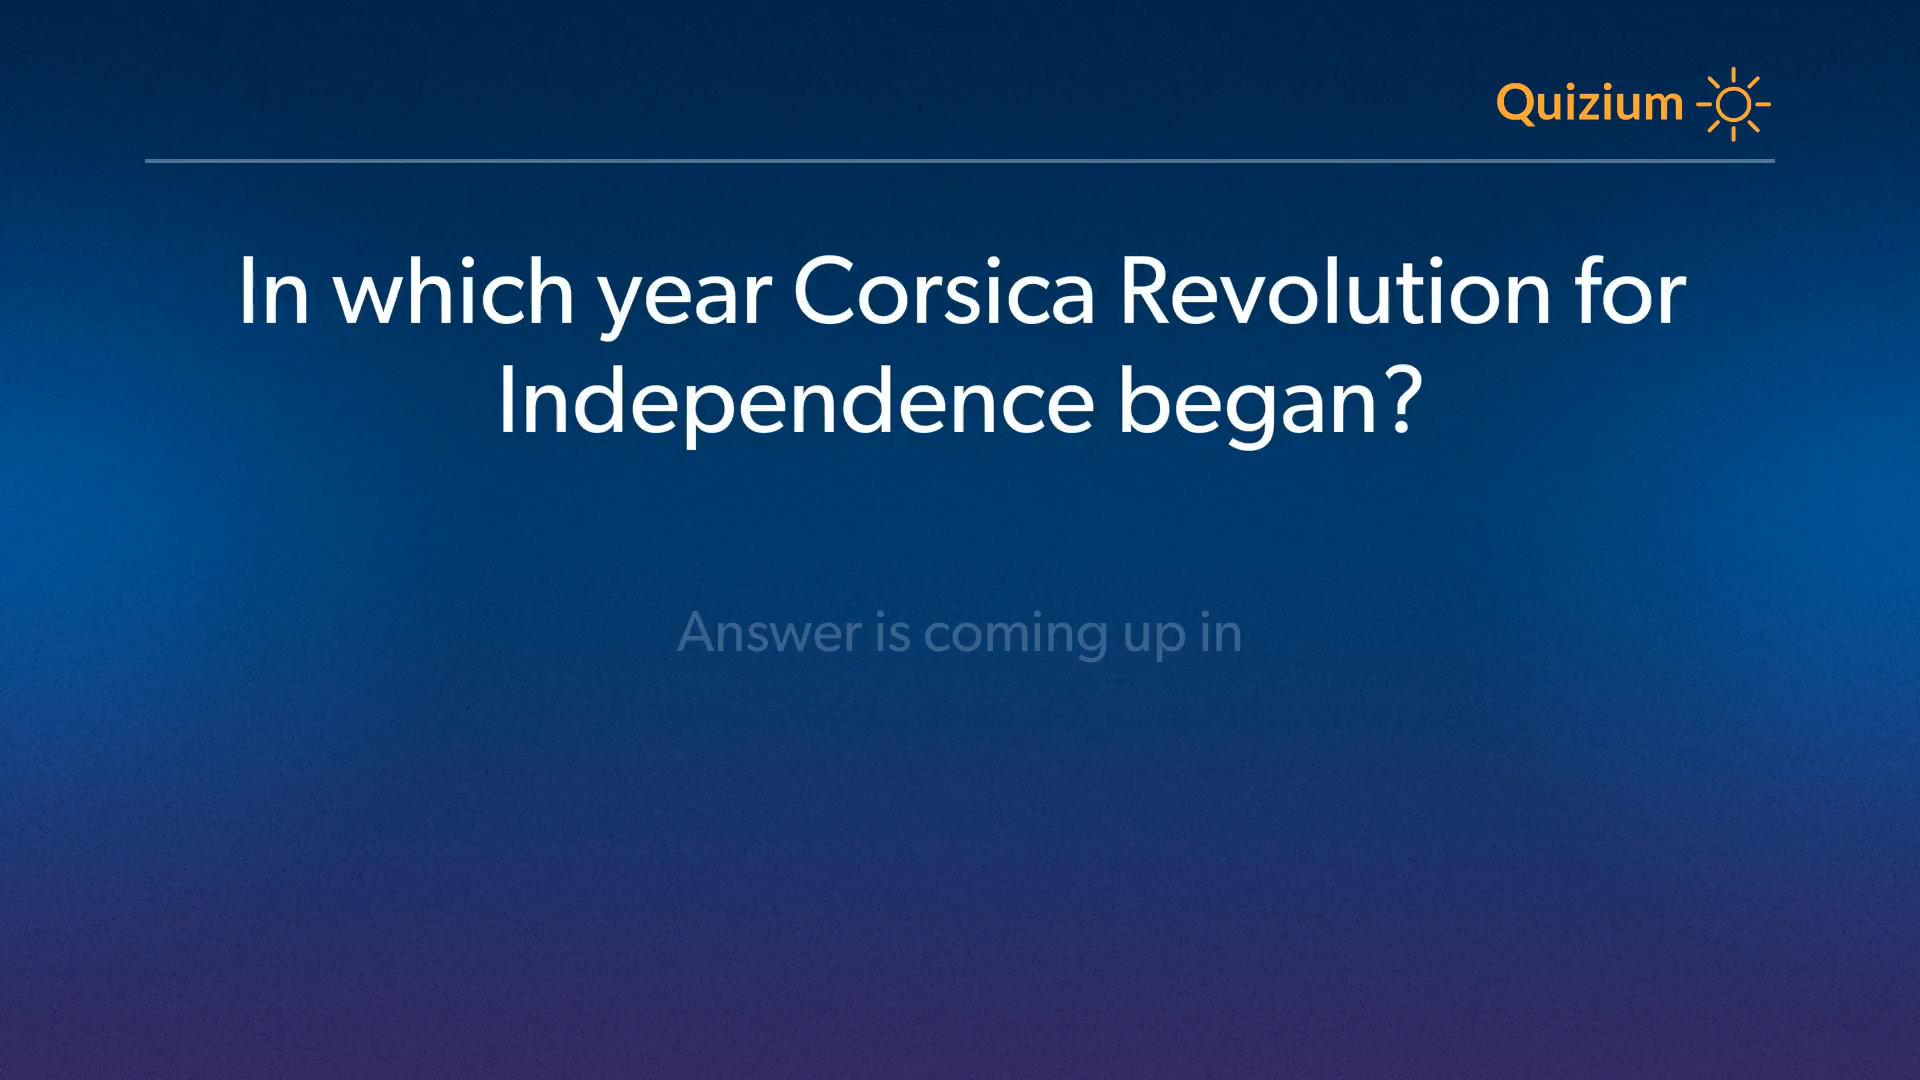 Quizium
In which year Corsica Revolution for
Independence began?
Answer is coming up in